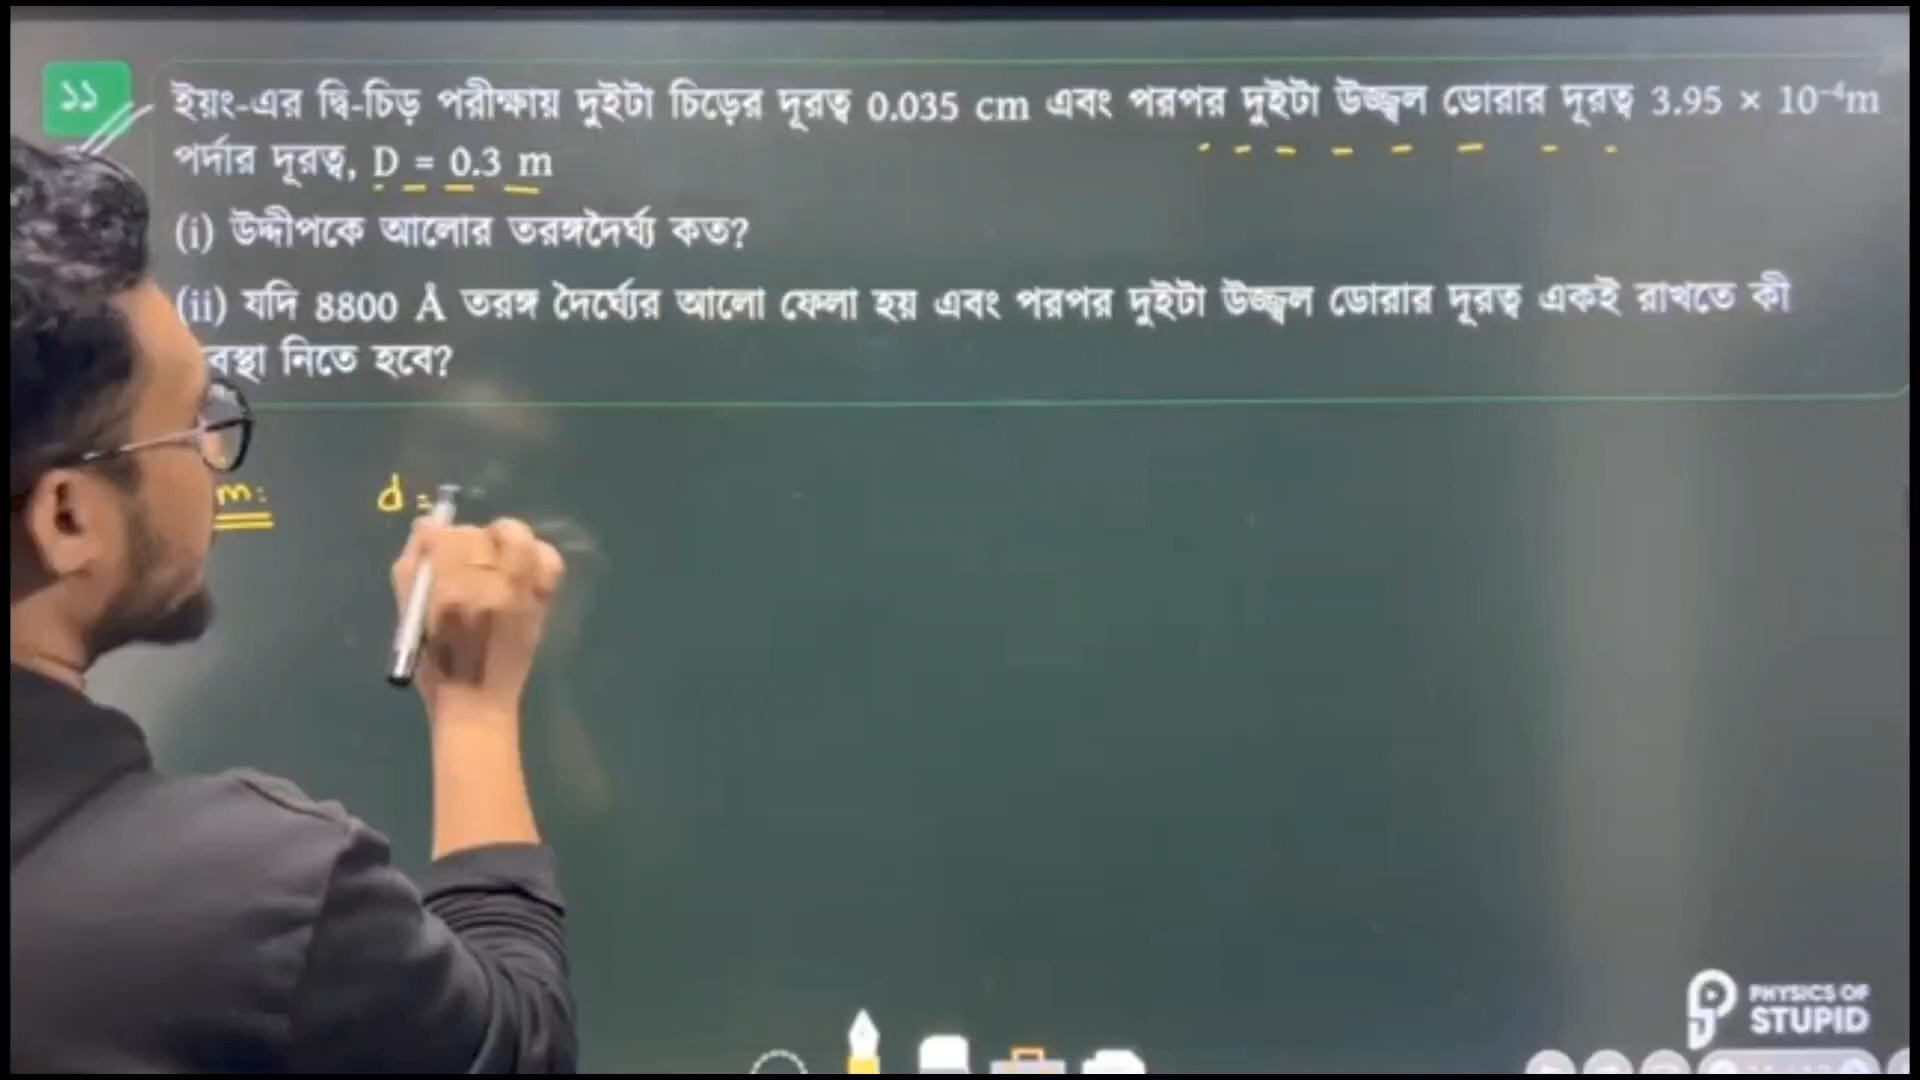 ১১
ইয়ং-এর দ্বি-চিড় পরীক্ষায় দুইটা চিড়ের দূরত্ব 0.035 cm এবং পরপর দুইটা উজ্জ্বল ডোরার দূরত্ব 3.95 × 10⁻⁴m
পর্দার দূরত্ব, D = 0.3 m
(i) উদ্দীপকে আলোর তরঙ্গদৈর্ঘ্য কত?
(ii) যদি 8800 Å তরঙ্গ দৈর্ঘ্যের আলো ফেলা হয় এবং পরপর দুইটা উজ্জ্বল ডোরার দূরত্ব একই রাখতে কী
নিতে হবে?
m: d =
PHYSICS OF
STUPID